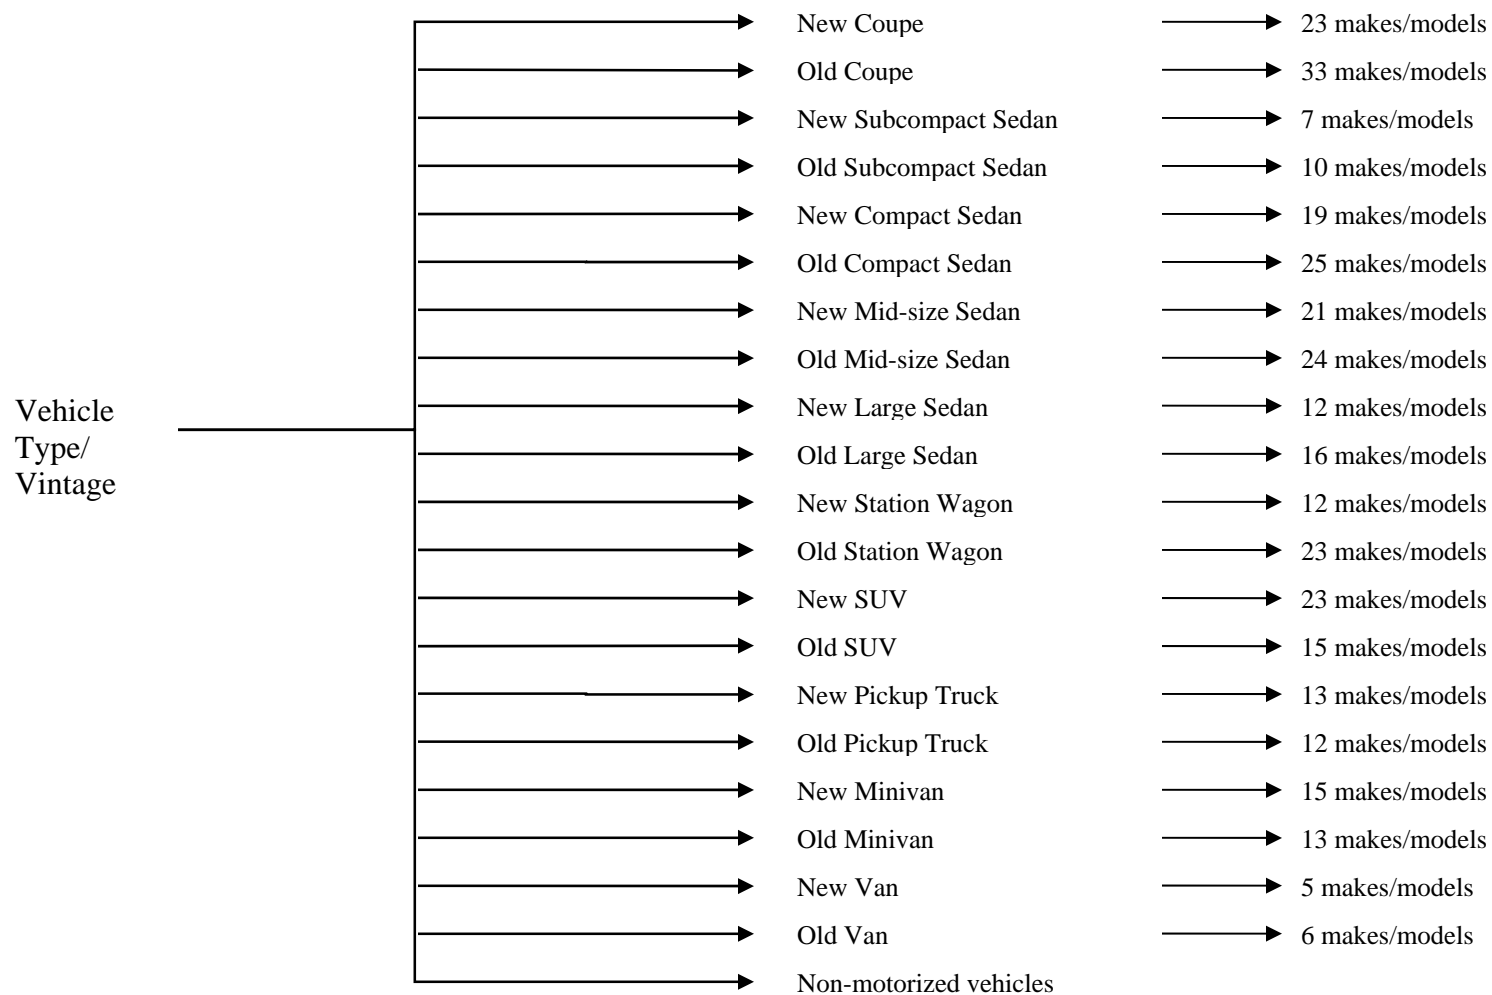 New Coupe 23 makes/models
Old Coupe 33 makes/models
New Subcompact Sedan 7 makes/models
Old Subcompact Sedan 10 makes/models
New Compact Sedan 19 makes/models
Old Compact Sedan 25 makes/models
New Mid-size Sedan 21 makes/models
Old Mid-size Sedan 24 makes/models
Vehicle
Type/
Vintage
New Large Sedan 12 makes/models
Old Large Sedan 16 makes/models
New Station Wagon 12 makes/models
Old Station Wagon 23 makes/models
New SUV 23 makes/models
Old SUV 15 makes/models
New Pickup Truck 13 makes/models
Old Pickup Truck 12 makes/models
New Minivan 15 makes/models
Old Minivan 13 makes/models
New Van 5 makes/models
Old Van 6 makes/models
Non-motorized vehicles